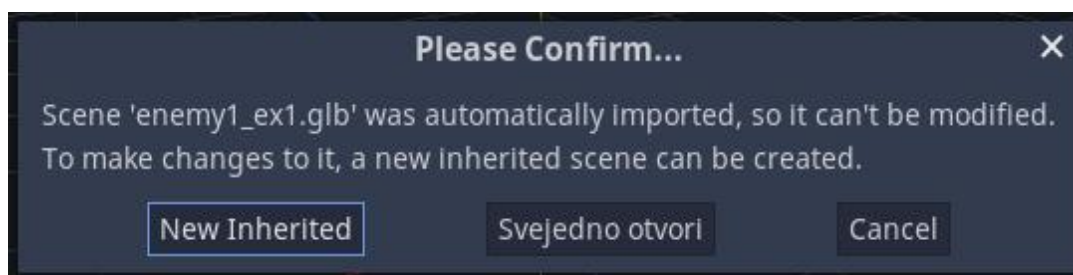 Please Confirm...
Scene 'enemy1_ex1.glb' was automatically imported, so it can't be modified.
To make changes to it, a new inherited scene can be created.
New Inherited Svejedno otvori Cancel